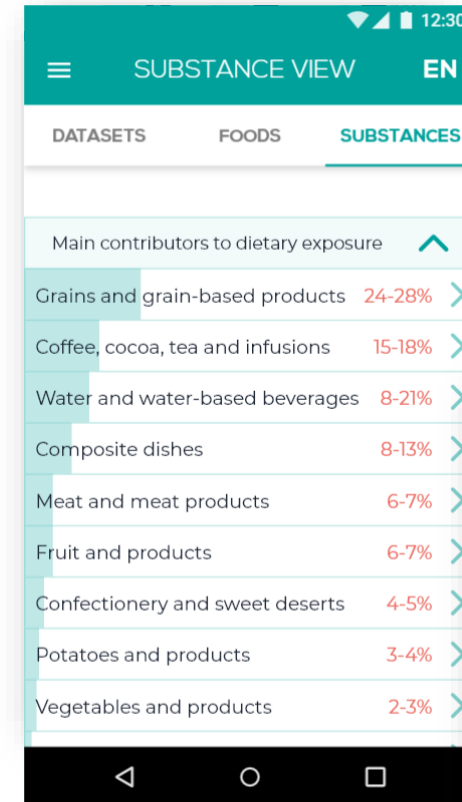 12:30
SUBSTANCE VIEW EN
DATASETS FOODS SUBSTANCES
Main contributors to dietary exposure
Grains and grain-based products 24-28%
Coffee, cocoa, tea and infusions 15-18%
Water and water-based beverages 8-21%
Composite dishes 8-13%
Meat and meat products 6-7%
Fruit and products 6-7%
Confectionery and sweet deserts 4-5%
Potatoes and products 3-4%
Vegetables and products 2-3%